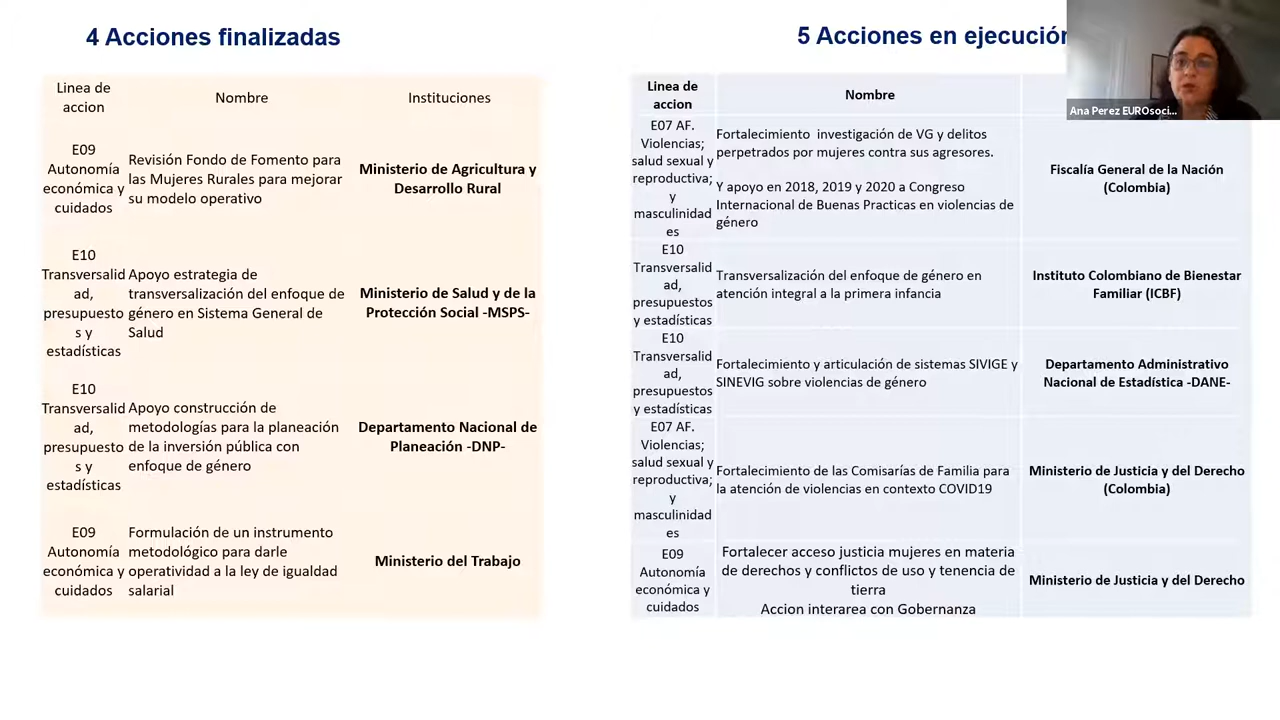 4 Acciones finalizadas
Linea de
accion
Nombre
Instituciones
E09
Autonomía
económica y
cuidados
Revisión Fondo de Fomento para
las Mujeres Rurales para mejorar
su modelo operativo
Ministerio de Agricultura y
Desarrollo Rural
E10
Transversalid
ad,
presupuesto
s y
estadísticas
Apoyo estrategia de
transversalización del enfoque de
género en Sistema General de
Salud
Ministerio de Salud y de la
Protección Social -MSPS-
E10
Transversalid
ad,
presupuesto
s y
estadísticas
Apoyo construcción de
metodologías para la planeación
de la inversión pública con
enfoque de género
Departamento Nacional de
Planeación -DNP-
E09
Autonomía
económica y
cuidados
Formulación de un instrumento
metodológico para darle
operatividad a la ley de igualdad
salarial
Ministerio del Trabajo
5 Acciones en ejecución
Linea de
accion
Nombre
E07 AF.
Violencias;
salud sexual y
reproductiva;
y
masculinidad
es
Fortalecimiento investigación de VG y delitos
perpetrados por mujeres contra sus agresores.
Y apoyo en 2018, 2019 y 2020 a Congreso
Internacional de Buenas Practicas en violencias de
género
Fiscalía General de la Nación
(Colombia)
E10
Transversalid
ad,
presupuestos
y estadísticas
Transversalización del enfoque de género en
atención integral a la primera infancia
Instituto Colombiano de Bienestar
Familiar (ICBF)
E10
Transversalid
ad,
presupuestos
y estadísticas
Fortalecimiento y articulación de sistemas SIVIGE y
SINEVIG sobre violencias de género
Departamento Administrativo
Nacional de Estadística -DANE-
E07 AF.
Violencias;
salud sexual y
reproductiva;
y
masculinidad
es
Fortalecimiento de las Comisarías de Familia para
la atención de violencias en contexto COVID19
Ministerio de Justicia y del Derecho
(Colombia)
E09
Autonomía
económica y
cuidados
Fortalecer acceso justicia mujeres en materia
de derechos y conflictos de uso y tenencia de
tierra
Accion interarea con Gobernanza
Ministerio de Justicia y del Derecho
Ana Perez EUROsoci...